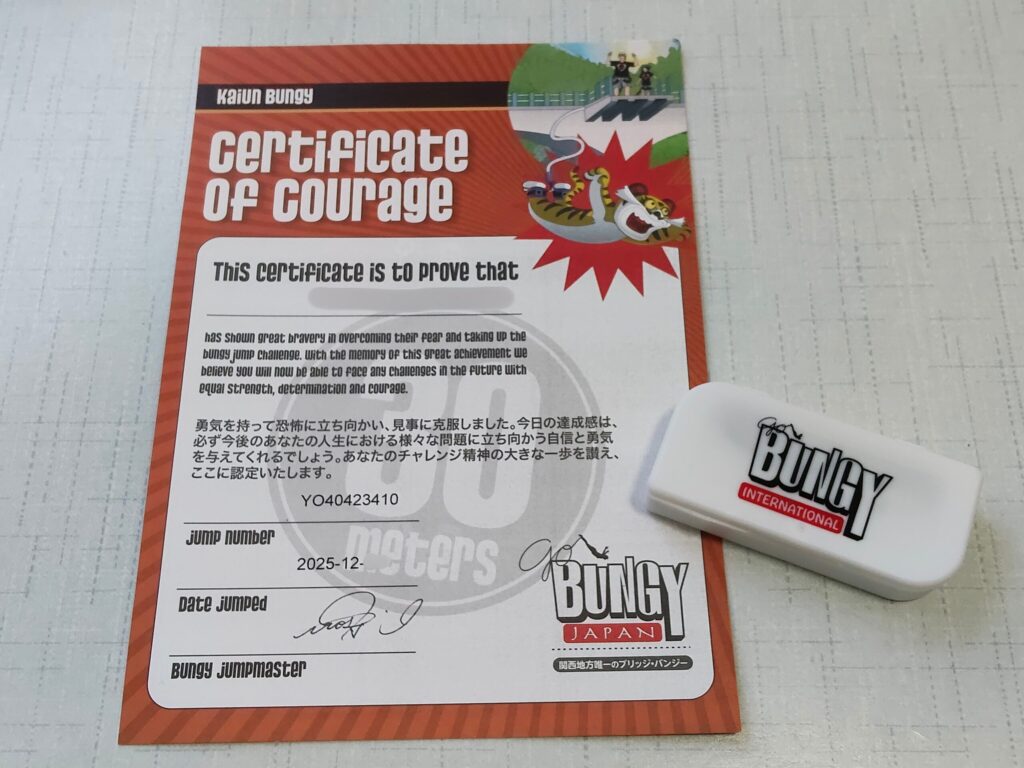 Kaiun Bungy
Certificate
of Courage
This certificate is to prove that
has shown great bravery in overcoming their fear and taking up the
bungy jump challenge. With the memory of this great achievement we
believe you will now be able to face any challenges in the future with
equal strength, determination and courage.
勇気を持って恐怖に立ち向かい、見事に克服しました。今日の達成感は、
必ず今後のあなたの人生における様々な問題に立ち向かう自信と勇気
を与えてくれるでしょう。あなたのチャレンジ精神の大きな一歩を讃え、
ここに認定いたします。
30
meters
YO40423410
Jump number
2025-12-
Date jumped
Bungy Jumpmaster
go
BUNGY
JAPAN
関西地方唯一のブリッジ・バンジー
go
BUNGY
INTERNATIONAL